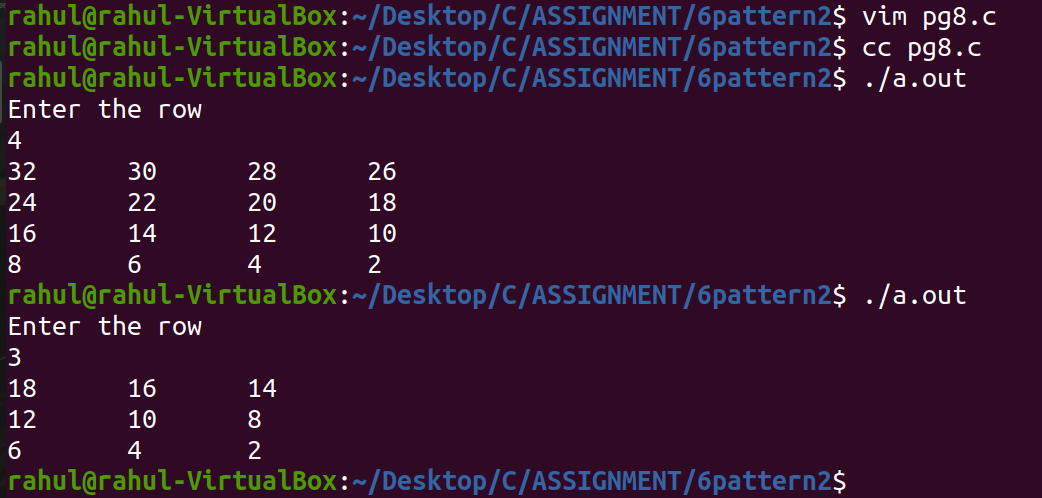 rahul@rahul-VirtualBox:~/Desktop/C/ASSIGNMENT/6pattern2$ vim pg8.c
rahul@rahul-VirtualBox:~/Desktop/C/ASSIGNMENT/6pattern2$ cc pg8.c
rahul@rahul-VirtualBox:~/Desktop/C/ASSIGNMENT/6pattern2$ ./a.out
Enter the row
4
32 30 28 26
24 22 20 18
16 14 12 10
8 6 4 2
rahul@rahul-VirtualBox:~/Desktop/C/ASSIGNMENT/6pattern2$ ./a.out
Enter the row
3
18 16 14
12 10 8
6 4 2
rahul@rahul-VirtualBox:~/Desktop/C/ASSIGNMENT/6pattern2$